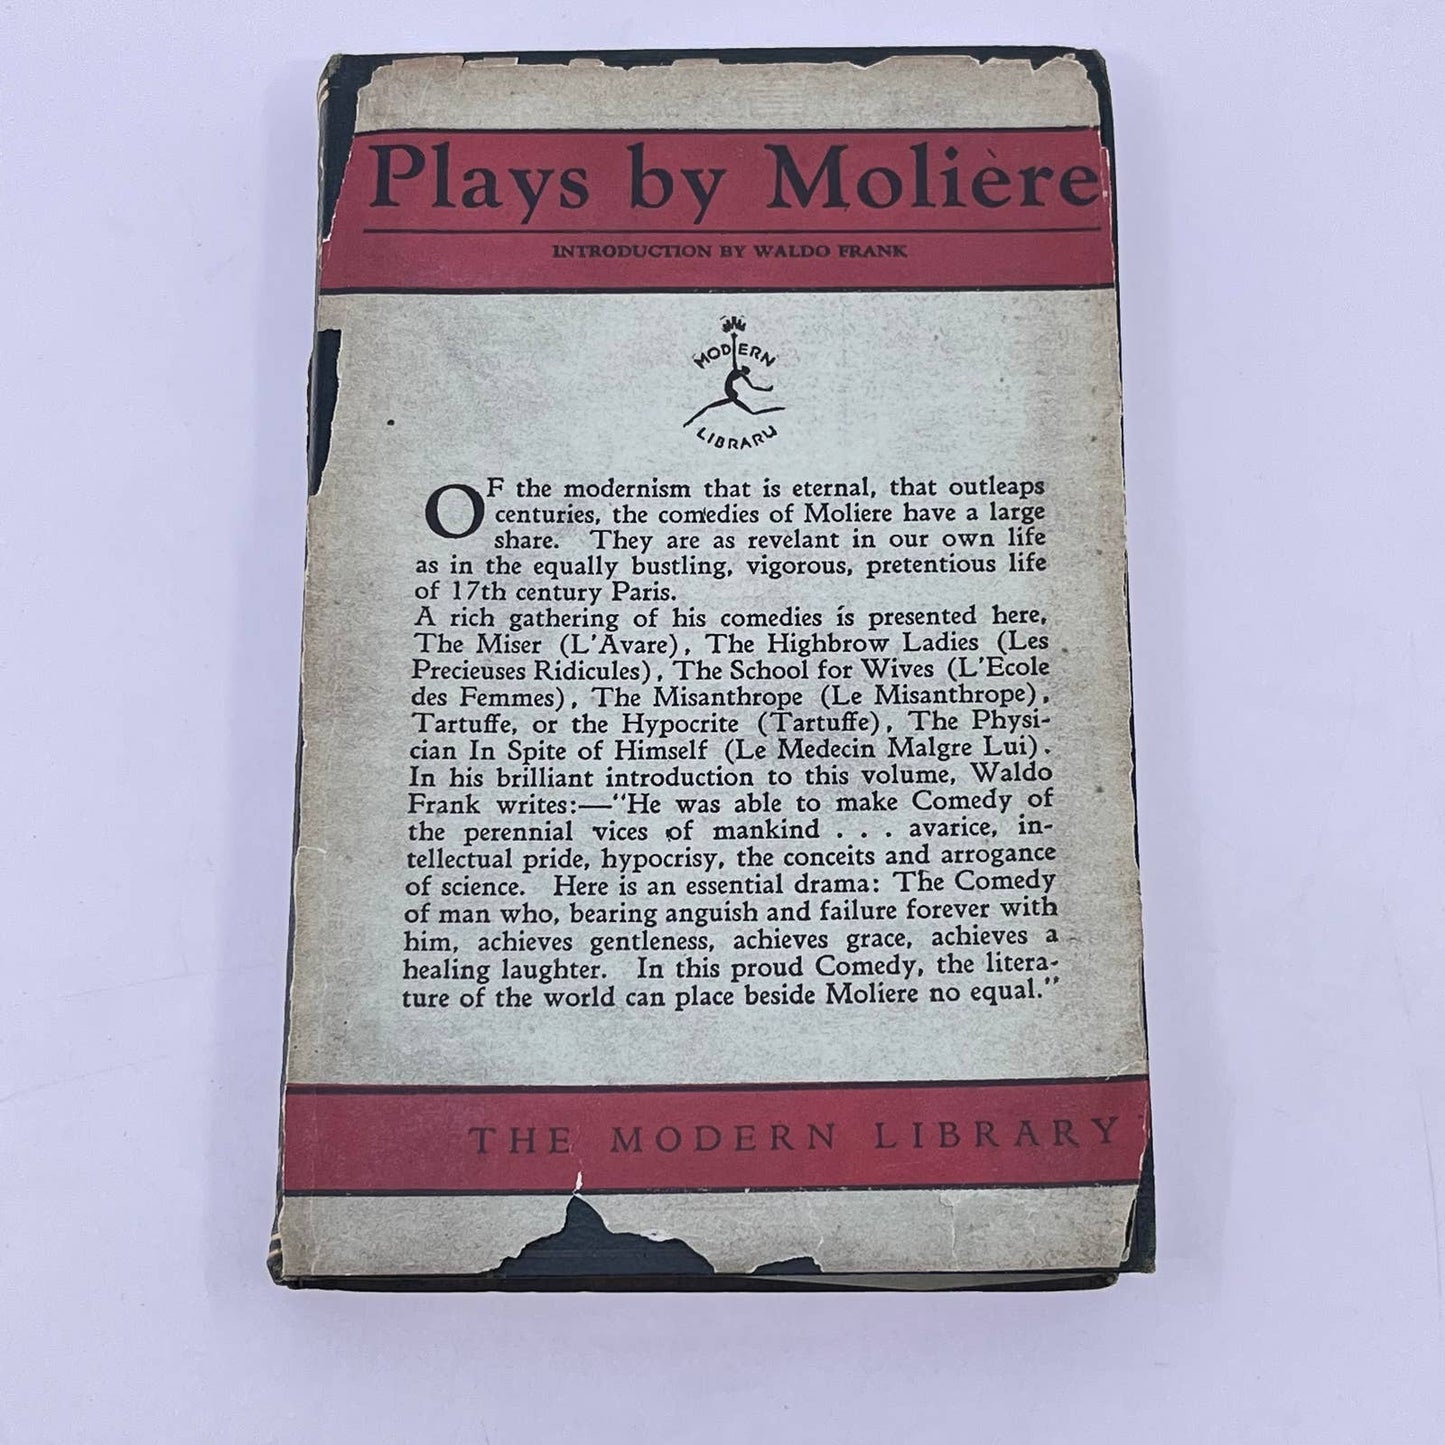 Plays by Molière
INTRODUCTION BY WALDO FRANK
MODERN
LIBRARY
OF the modernism that is eternal, that outleaps
centuries, the comedies of Moliere have a large
share. They are as revelant in our own life
as in the equally bustling, vigorous, pretentious life
of 17th century Paris.
A rich gathering of his comedies is presented here,
The Miser (L'Avare), The Highbrow Ladies (Les
Precieuses Ridicules), The School for Wives (L'Ecole
des Femmes), The Misanthrope (Le Misanthrope),
Tartuffe, or the Hypocrite (Tartuffe), The Physi-
cian In Spite of Himself (Le Medecin Malgre Lui).
In his brilliant introduction to this volume, Waldo
Frank writes:—"He was able to make Comedy of
the perennial vices of mankind . . . avarice, in-
tellectual pride, hypocrisy, the conceits and arrogance
of science. Here is an essential drama: The Comedy
of man who, bearing anguish and failure forever with
him, achieves gentleness, achieves grace, achieves a
healing laughter. In this proud Comedy, the litera-
ture of the world can place beside Moliere no equal."
THE MODERN LIBRARY